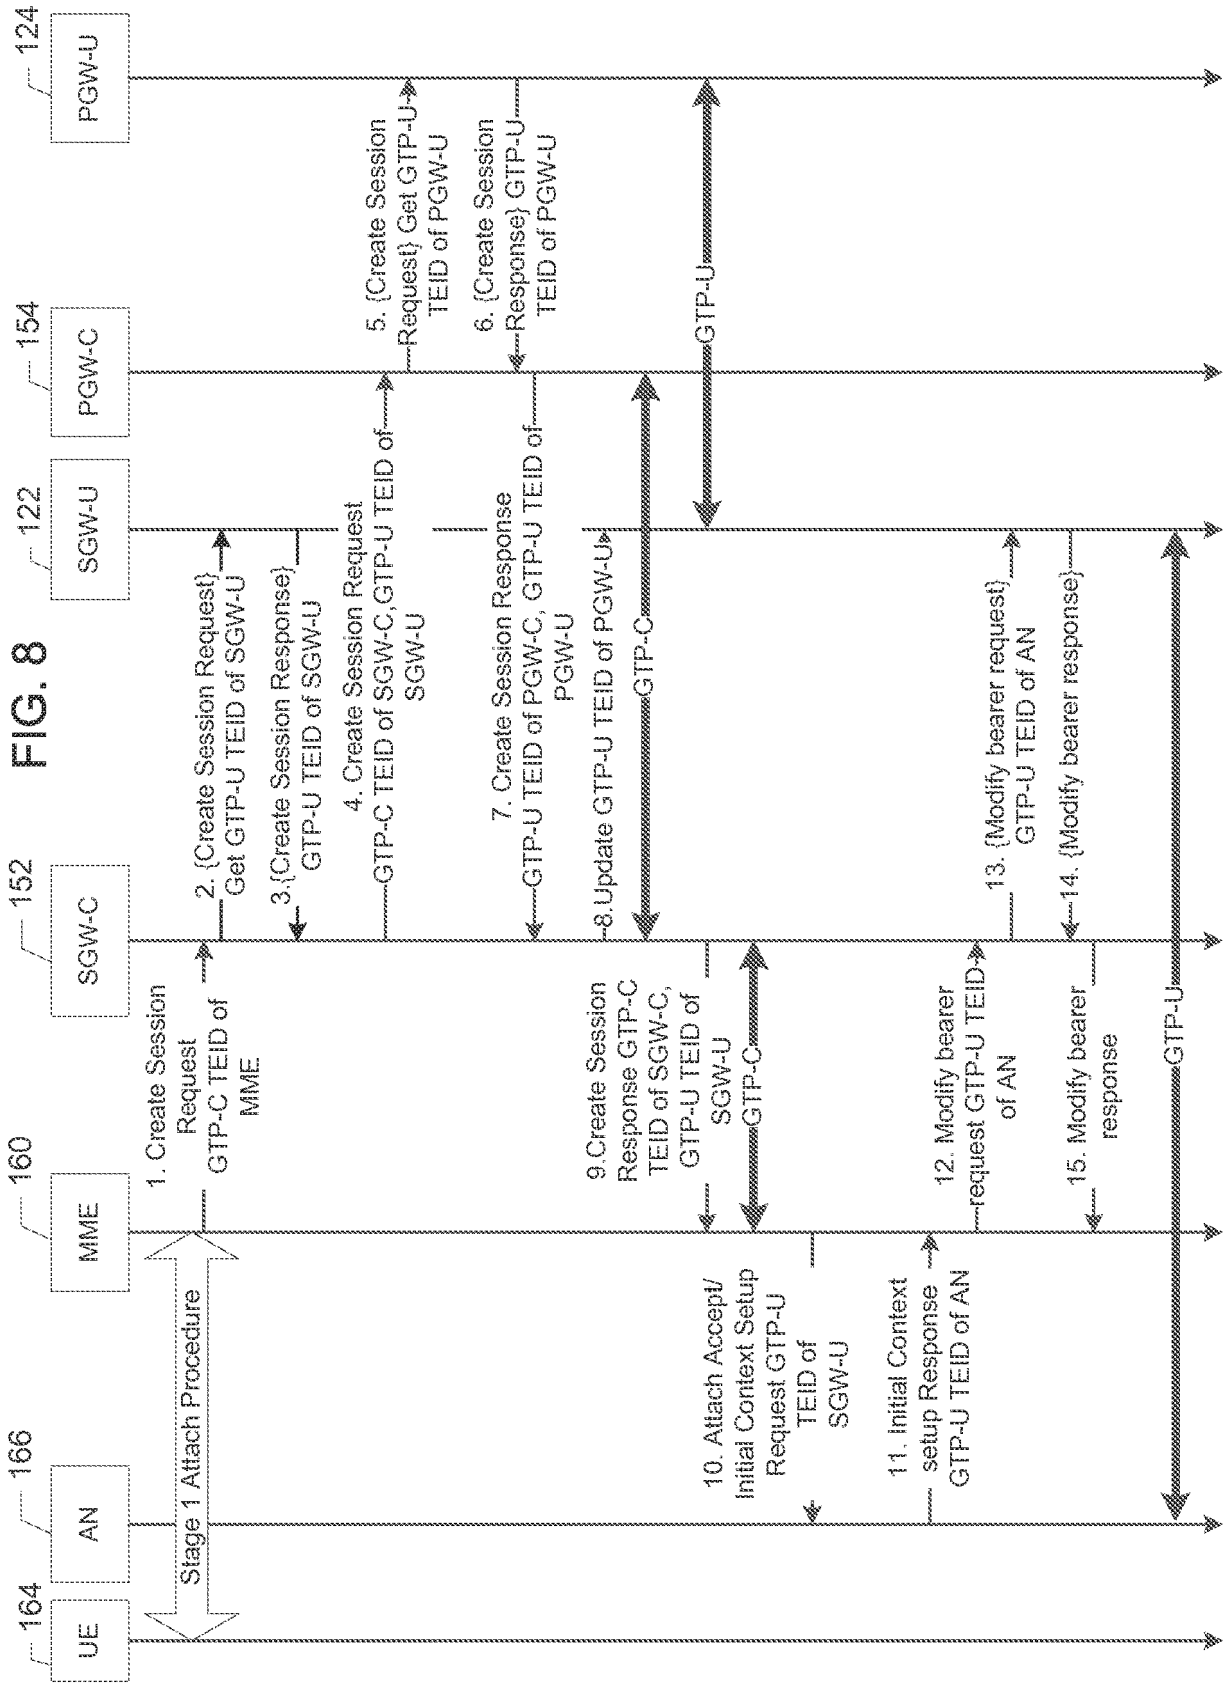 FIG. 8
164
UE
166
AN
160
MME
152
SGW-C
122
SGW-U
154
PGW-C
124
PGW-U
Stage 1 Attach Procedure
1. Create Session
Request
GTP-C TEID of
MME
2. {Create Session Request}
Get GTP-U TEID of SGW-U
3.{Create Session Response}
GTP-U TEID of SGW-U
4. Create Session Request
GTP-C TEID of SGW-C,GTP-U TEID of
SGW-U
5. {Create Session
Request} Get GTP-U
TEID of PGW-U
6. {Create Session
Response} GTP-U
TEID of PGW-U
7. Create Session Response
GTP-U TEID of PGW-C, GTP-U TEID of
PGW-U
8.Update GTP-U TEID of PGW-U
GTP-C
GTP-U
9.Create Session
Response GTP-C
TEID of SGW-C,
GTP-U TEID of
SGW-U
GTP-C
10. Attach Accept/
Initial Context Setup
Request GTP-U
TEID of
SGW-U
11. Initial Context
setup Response
GTP-U TEID of AN
12. Modify bearer
request GTP-U TEID
of AN
13. {Modify bearer request}
GTP-U TEID of AN
14. {Modify bearer response}
15. Modify bearer
response
GTP-U